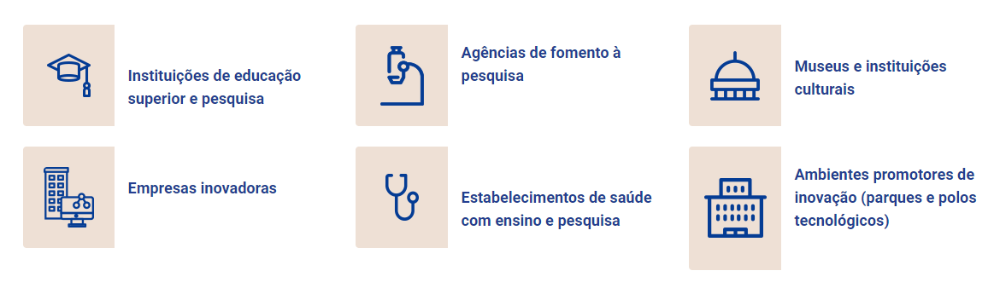 Instituições de educação
superior e pesquisa
Agências de fomento à
pesquisa
Museus e instituições
culturais
Empresas inovadoras
Estabelecimentos de saúde
com ensino e pesquisa
Ambientes promotores de
inovação (parques e polos
tecnológicos)